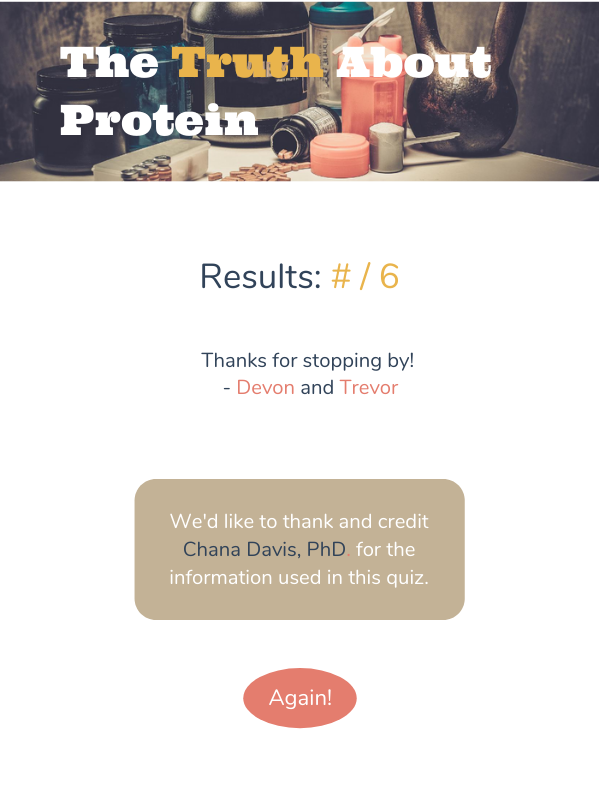 The Truth About
Protein
Results: # / 6
Thanks for stopping by!
- Devon and Trevor
We'd like to thank and credit
Chana Davis, PhD. for the
information used in this quiz.
Again!